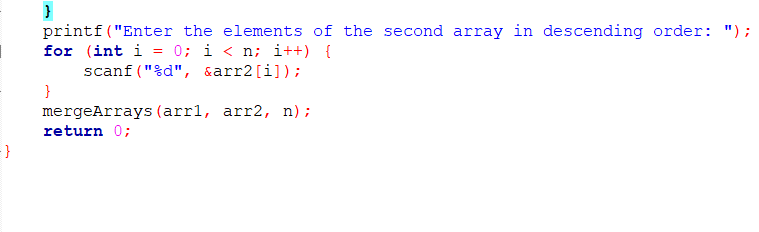 }
printf("Enter the elements of the second array in descending order: ");
for (int i = 0; i < n; i++) {
scanf("%d", &arr2[i]);
}
mergeArrays(arr1, arr2, n);
return 0;
}